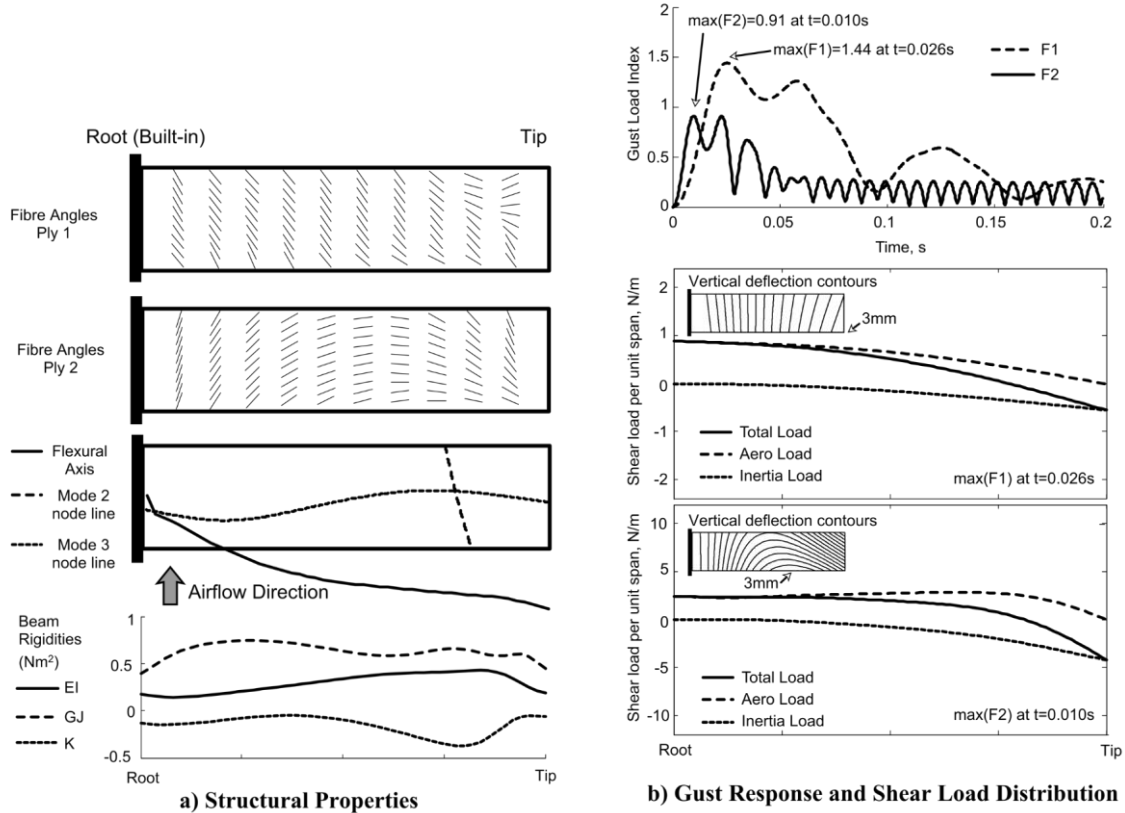 Root (Built-in)
Tip
Fibre Angles
Ply 1
Fibre Angles
Ply 2
Flexural
Axis
Mode 2
node line
Mode 3
node line
Airflow Direction
Beam
Rigidities
(Nm²)
EI
GJ
K
1
0.5
0
-0.5
Root
Tip
a) Structural Properties
max(F2)=0.91 at t=0.010s
max(F1)=1.44 at t=0.026s
F1
F2
Gust Load Index
2
1.5
1
0.5
0
0
0.05
0.1
0.15
0.2
Time, s
Shear load per unit span, N/m
2
1
0
-1
-2
Vertical deflection contours
3mm
Total Load
Aero Load
Inertia Load
max(F1) at t=0.026s
Shear load per unit span, N/m
10
5
0
-5
-10
Vertical deflection contours
3mm
Total Load
Aero Load
Inertia Load
max(F2) at t=0.010s
Root
Tip
b) Gust Response and Shear Load Distribution